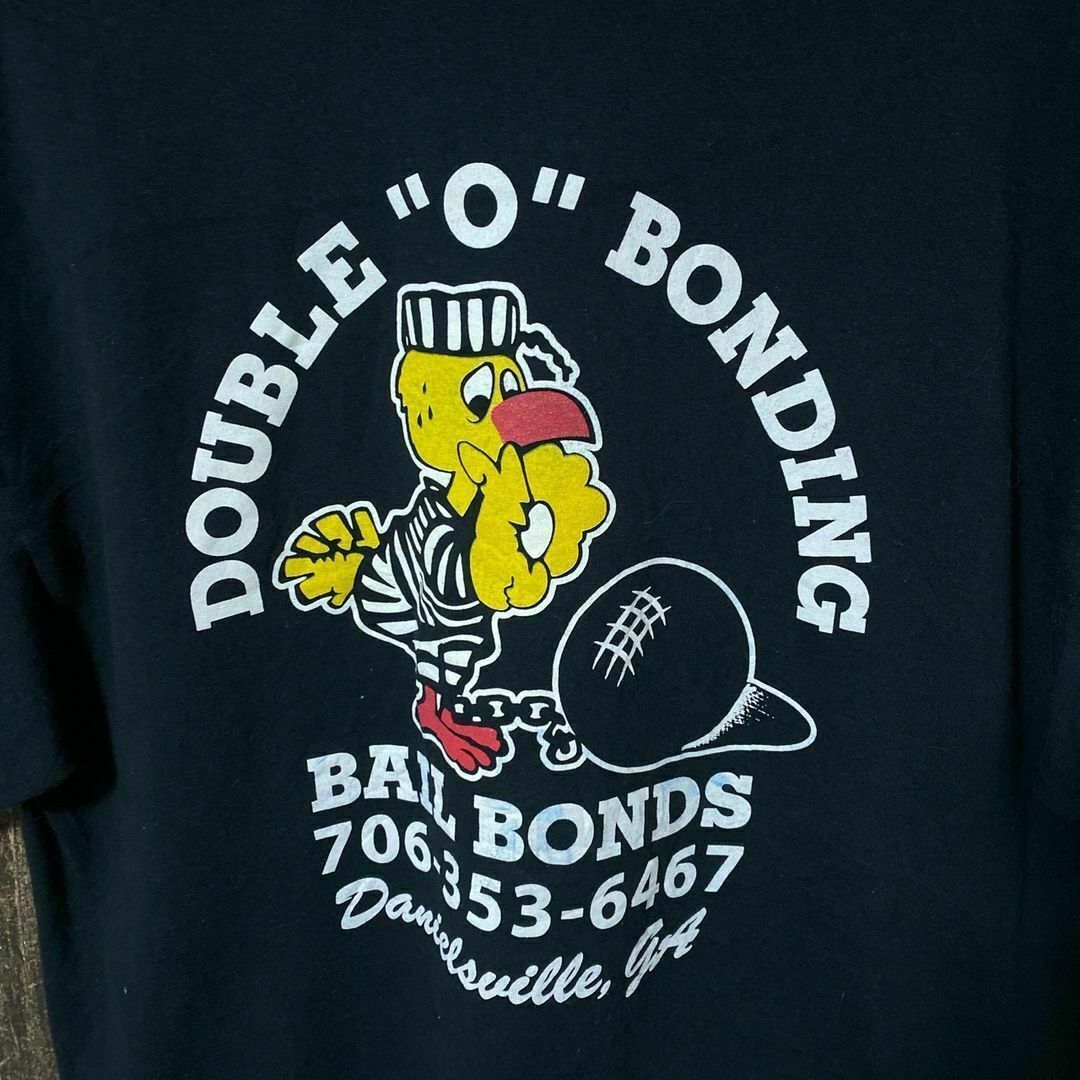 DOUBLE "O" BONDING
BAIL BONDS
706-353-6467
Danielsville, GA